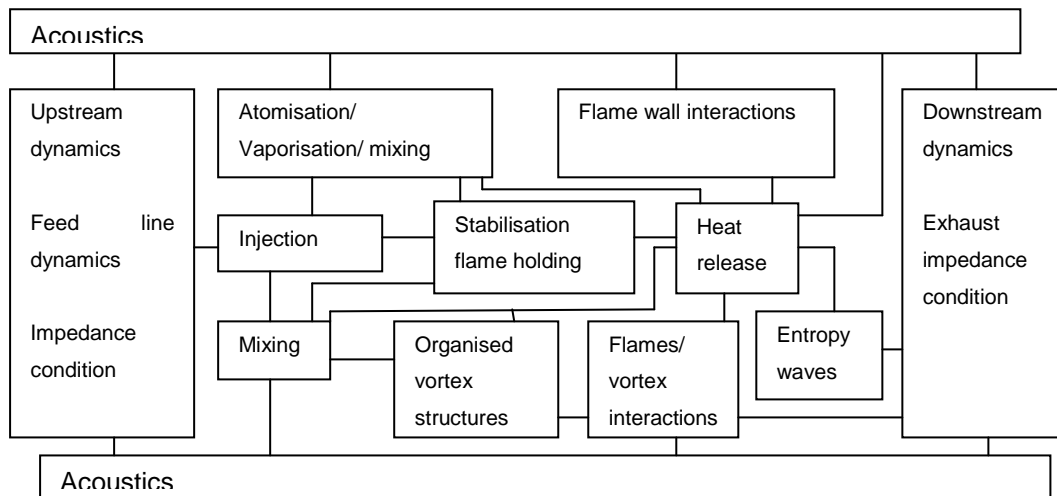 Acoustics
Upstream
dynamics
Feed line
dynamics
Impedance
condition
Atomisation/
Vaporisation/ mixing
Flame wall interactions
Downstream
dynamics
Exhaust
impedance
condition
Injection
Stabilisation
flame holding
Heat
release
Mixing
Organised
vortex
structures
Flames/
vortex
interactions
Entropy
waves
Acoustics